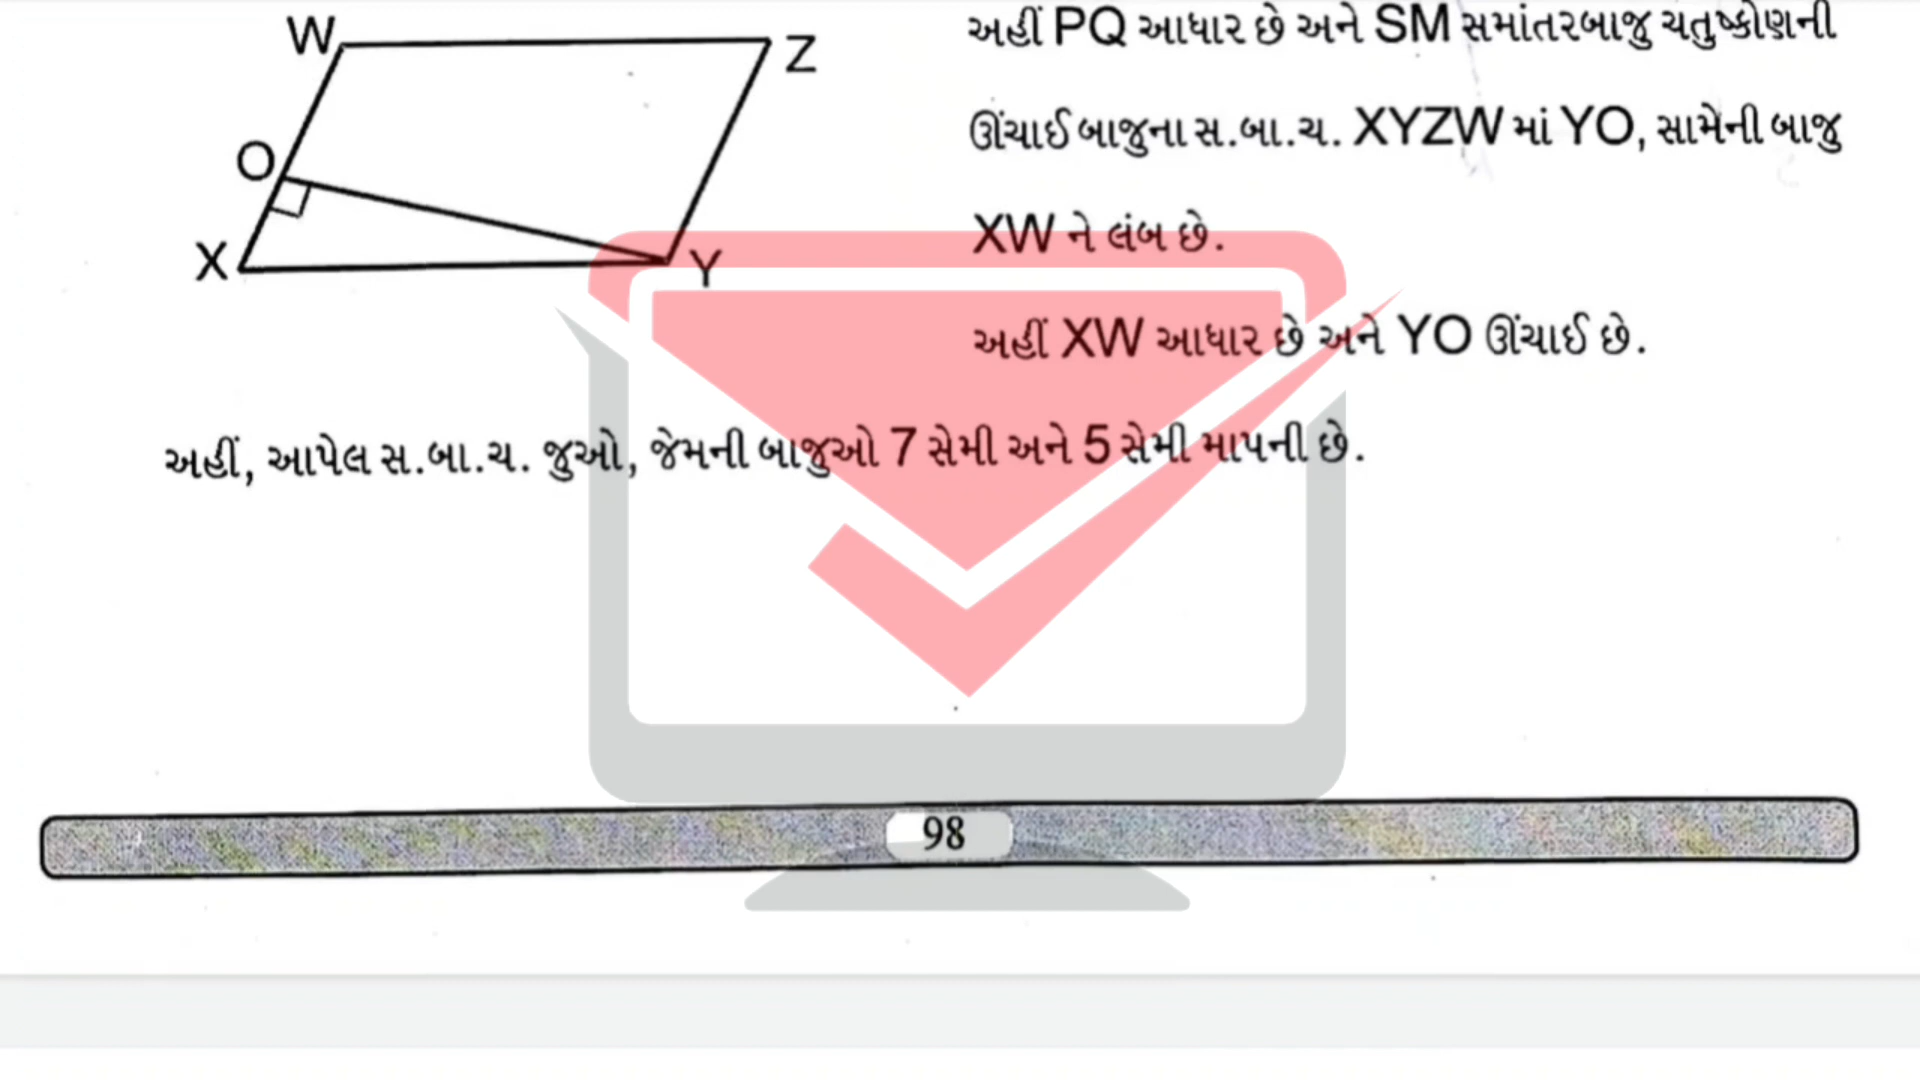 W
Z
O
X
Y
અહીં PQ આધાર છે અને SM સમાંતરબાજુ ચતુષ્કોણની
ઊંચાઈ બાજુના સ.બા.ચ. XYZW માં YO, સામેની બાજુ
XW ને લંબ છે.
અહીં XW આધાર છે અને YO ઊંચાઈ છે.
અહીં, આપેલ સ.બા.ચ. જુઓ, જેમની બાજુઓ 7 સેમી અને 5 સેમી માપની છે.
98